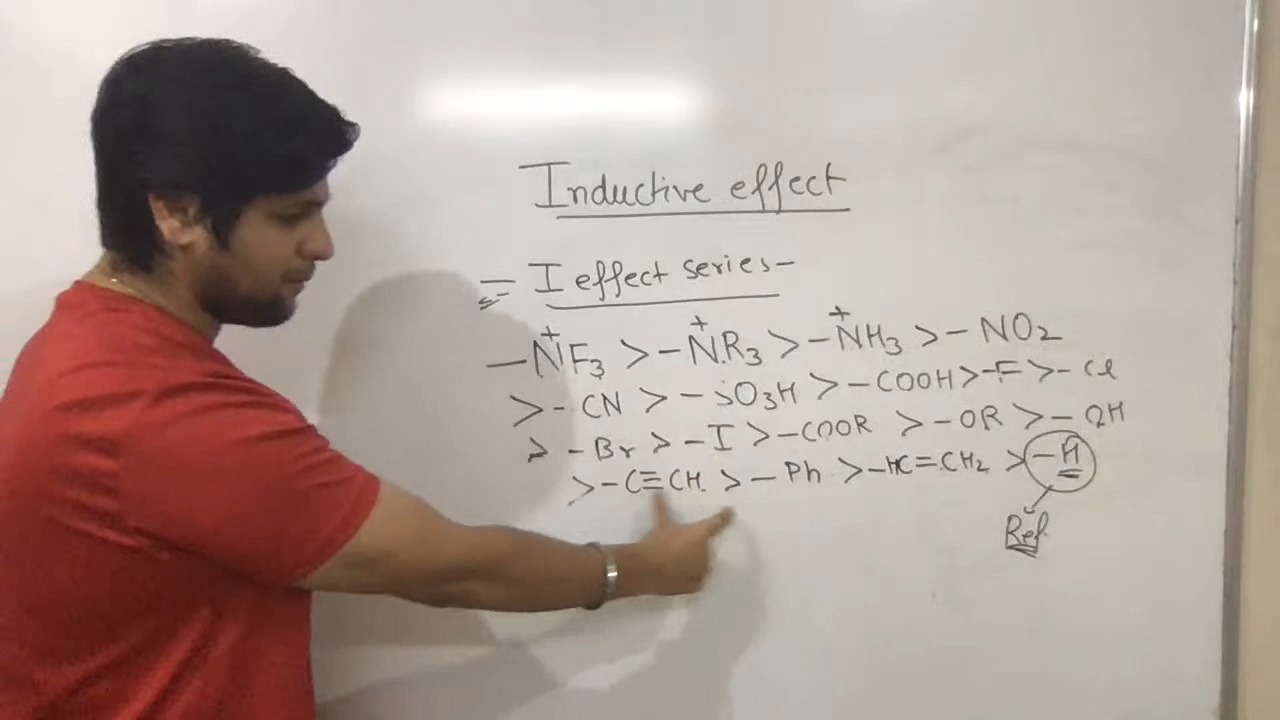 Inductive effect
= I effect series-
-N⁺F₃ > -N⁺R₃ > -N⁺H₃ > -NO₂
> -CN > -SO₃H > -COOH > -F > -Cl
> -Br > -I > -COOR > -OR > -OH
> -C≡CH > -Ph > -HC=CH₂ > -H
Ref